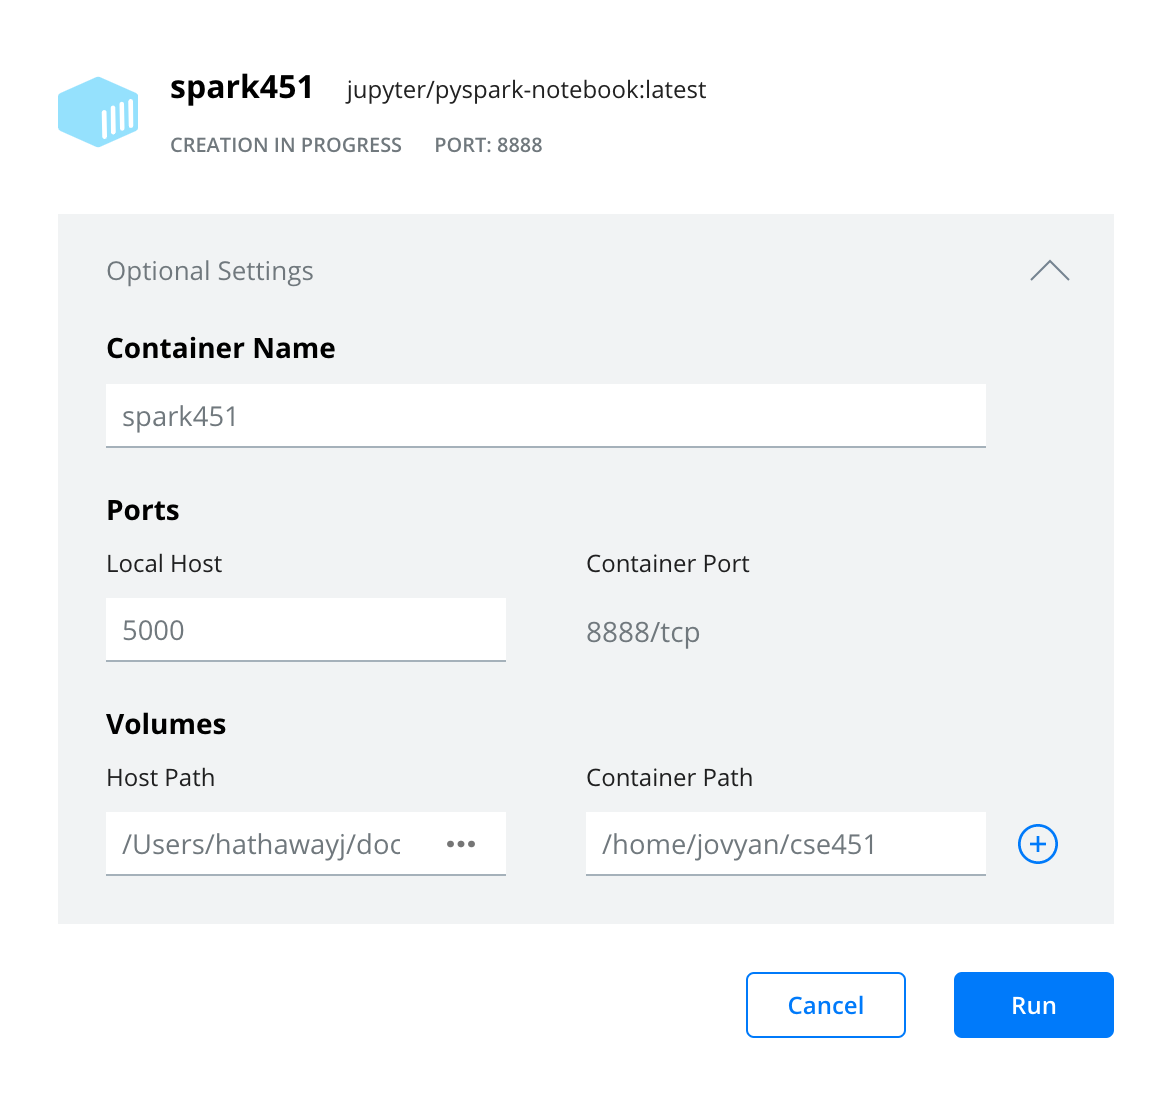 spark451 jupyter/pyspark-notebook:latest
CREATION IN PROGRESS PORT: 8888
Optional Settings
Container Name
spark451
Ports
Local Host Container Port
5000 8888/tcp
Volumes
Host Path Container Path
/Users/hathawayj/doc ••• /home/jovyan/cse451
Cancel Run